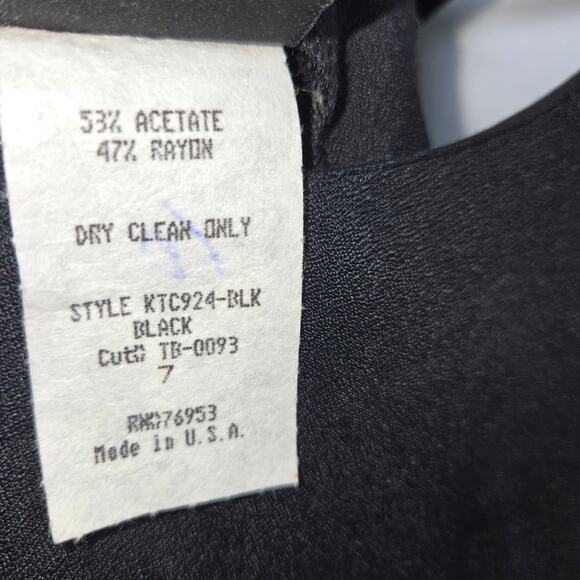 53% ACETATE
47% RAYON
DRY CLEAN ONLY
STYLE KTC924-BLK
BLACK
Cut# TB-0093
7
RN#76953
Made in U.S.A.